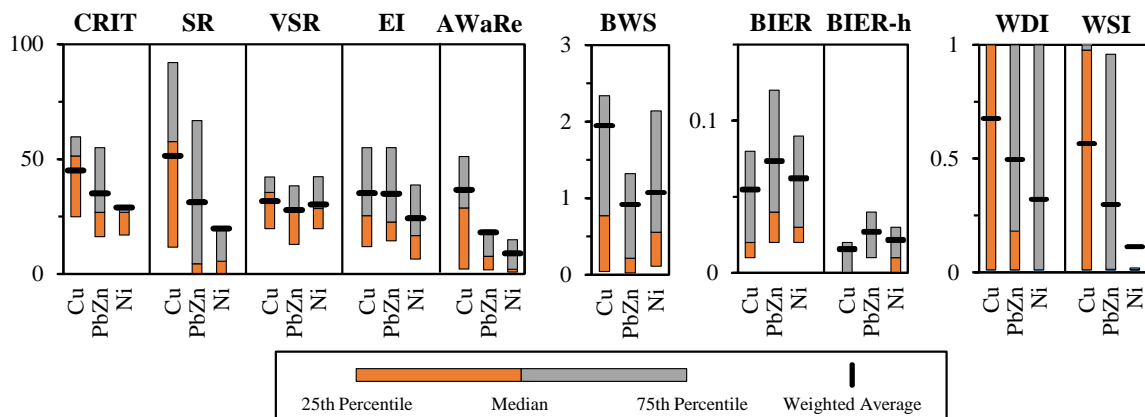 CRIT SR VSR EI AWaRe BWS BIER BIER-h WDI WSI
100 3 1
2 0.1
50 0.5
1
0 0 0 0
Cu PbZn Ni Cu PbZn Ni Cu PbZn Ni Cu PbZn Ni Cu PbZn Ni Cu PbZn Ni Cu PbZn Ni Cu PbZn Ni Cu PbZn Ni Cu PbZn Ni
25th Percentile Median 75th Percentile Weighted Average